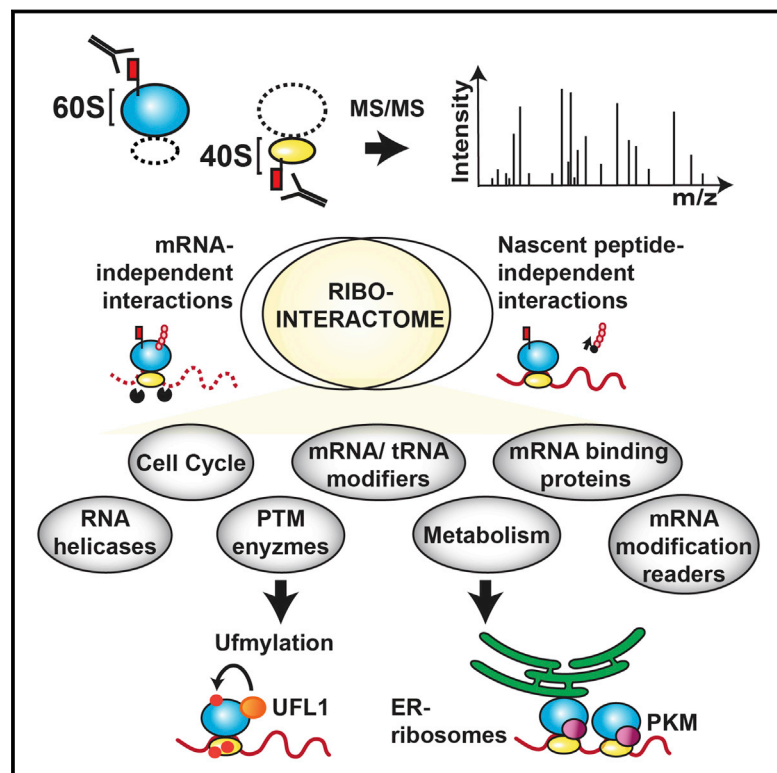 60S
40S
MS/MS
Intensity
m/z
mRNA-
independent
interactions
RIBO-
INTERACTOME
Nascent peptide-
independent
interactions
Cell Cycle
mRNA/ tRNA
modifiers
mRNA binding
proteins
RNA
helicases
PTM
enyzmes
Metabolism
mRNA
modification
readers
Ufmylation
UFL1
ER-
ribosomes
PKM